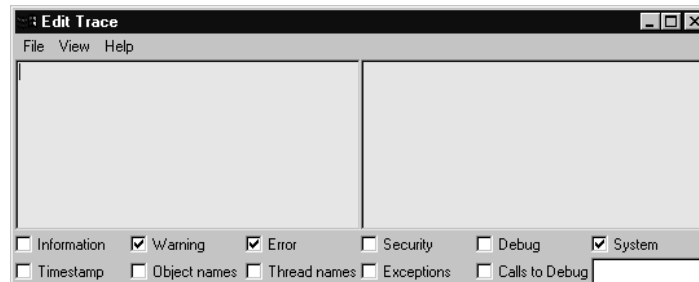 Edit Trace
File View Help
Information Warning Error Security Debug System
Timestamp Object names Thread names Exceptions Calls to Debug